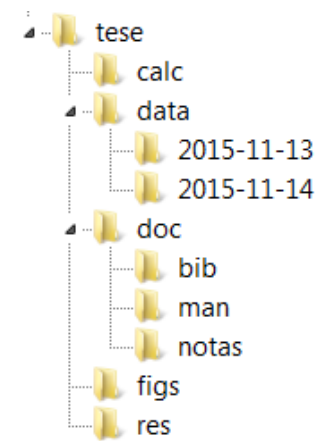 tese
calc
data
2015-11-13
2015-11-14
doc
bib
man
notas
figs
res